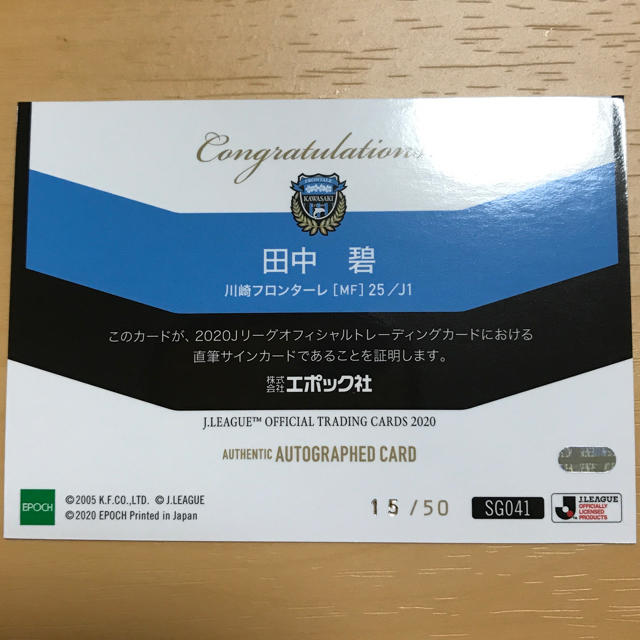 Congratulations
FRONTALE
KAWASAKI
田中 碧
川崎フロンターレ [MF] 25/J1
このカードが、2020Jリーグオフィシャルトレーディングカードにおける
直筆サインカードであることを証明します。
株式会社エポック社
J.LEAGUE™ OFFICIAL TRADING CARDS 2020
AUTHENTIC AUTOGRAPHED CARD
EPOCH
©2005 K.F.CO.,LTD. ©J.LEAGUE
©2020 EPOCH Printed in Japan
15/50
SG041
J.LEAGUE
OFFICIALLY
LICENSED
PRODUCTS